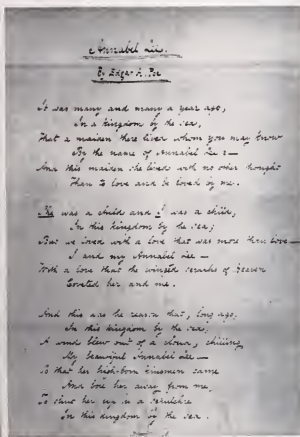 Annabel Lee.
By Edgar A. Poe
It was many and many a year ago,
In a kingdom by the sea,
That a maiden there lived whom you may know
By the name of Annabel Lee : —
And this maiden she lived with no other thought
Than to love and be loved by me.
She was a child and I was a child,
In this kingdom by the sea ;
But we loved with a love that was more than love —
I and my Annabel Lee —
With a love that the wingéd seraphs of Heaven
Coveted her and me.
And this was the reason that, long ago,
In this kingdom by the sea,
A wind blew out of a cloud, chilling
My beautiful Annabel Lee —
So that her high-born kinsmen came
And bore her away from me,
To shut her up in a sepulchre
In this kingdom by the sea.